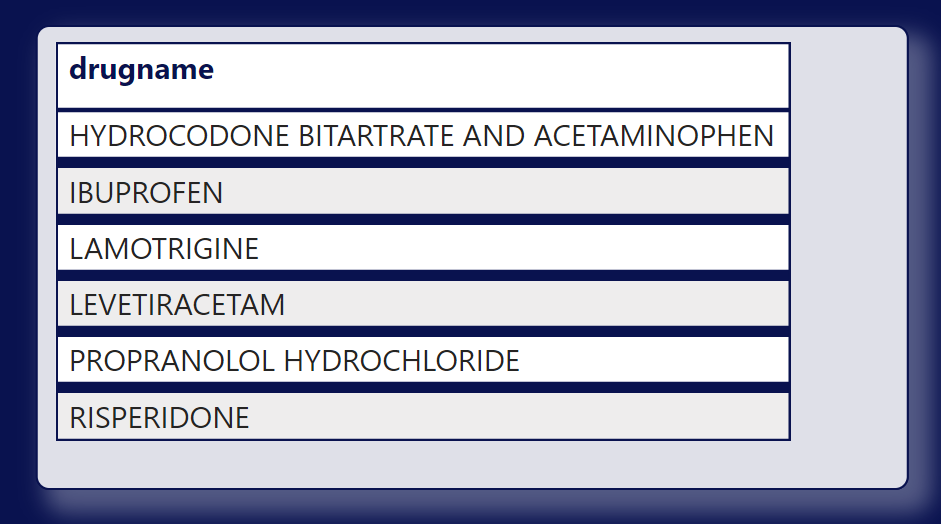 drugname
HYDROCODONE BITARTRATE AND ACETAMINOPHEN
IBUPROFEN
LAMOTRIGINE
LEVETIRACETAM
PROPRANOLOL HYDROCHLORIDE
RISPERIDONE